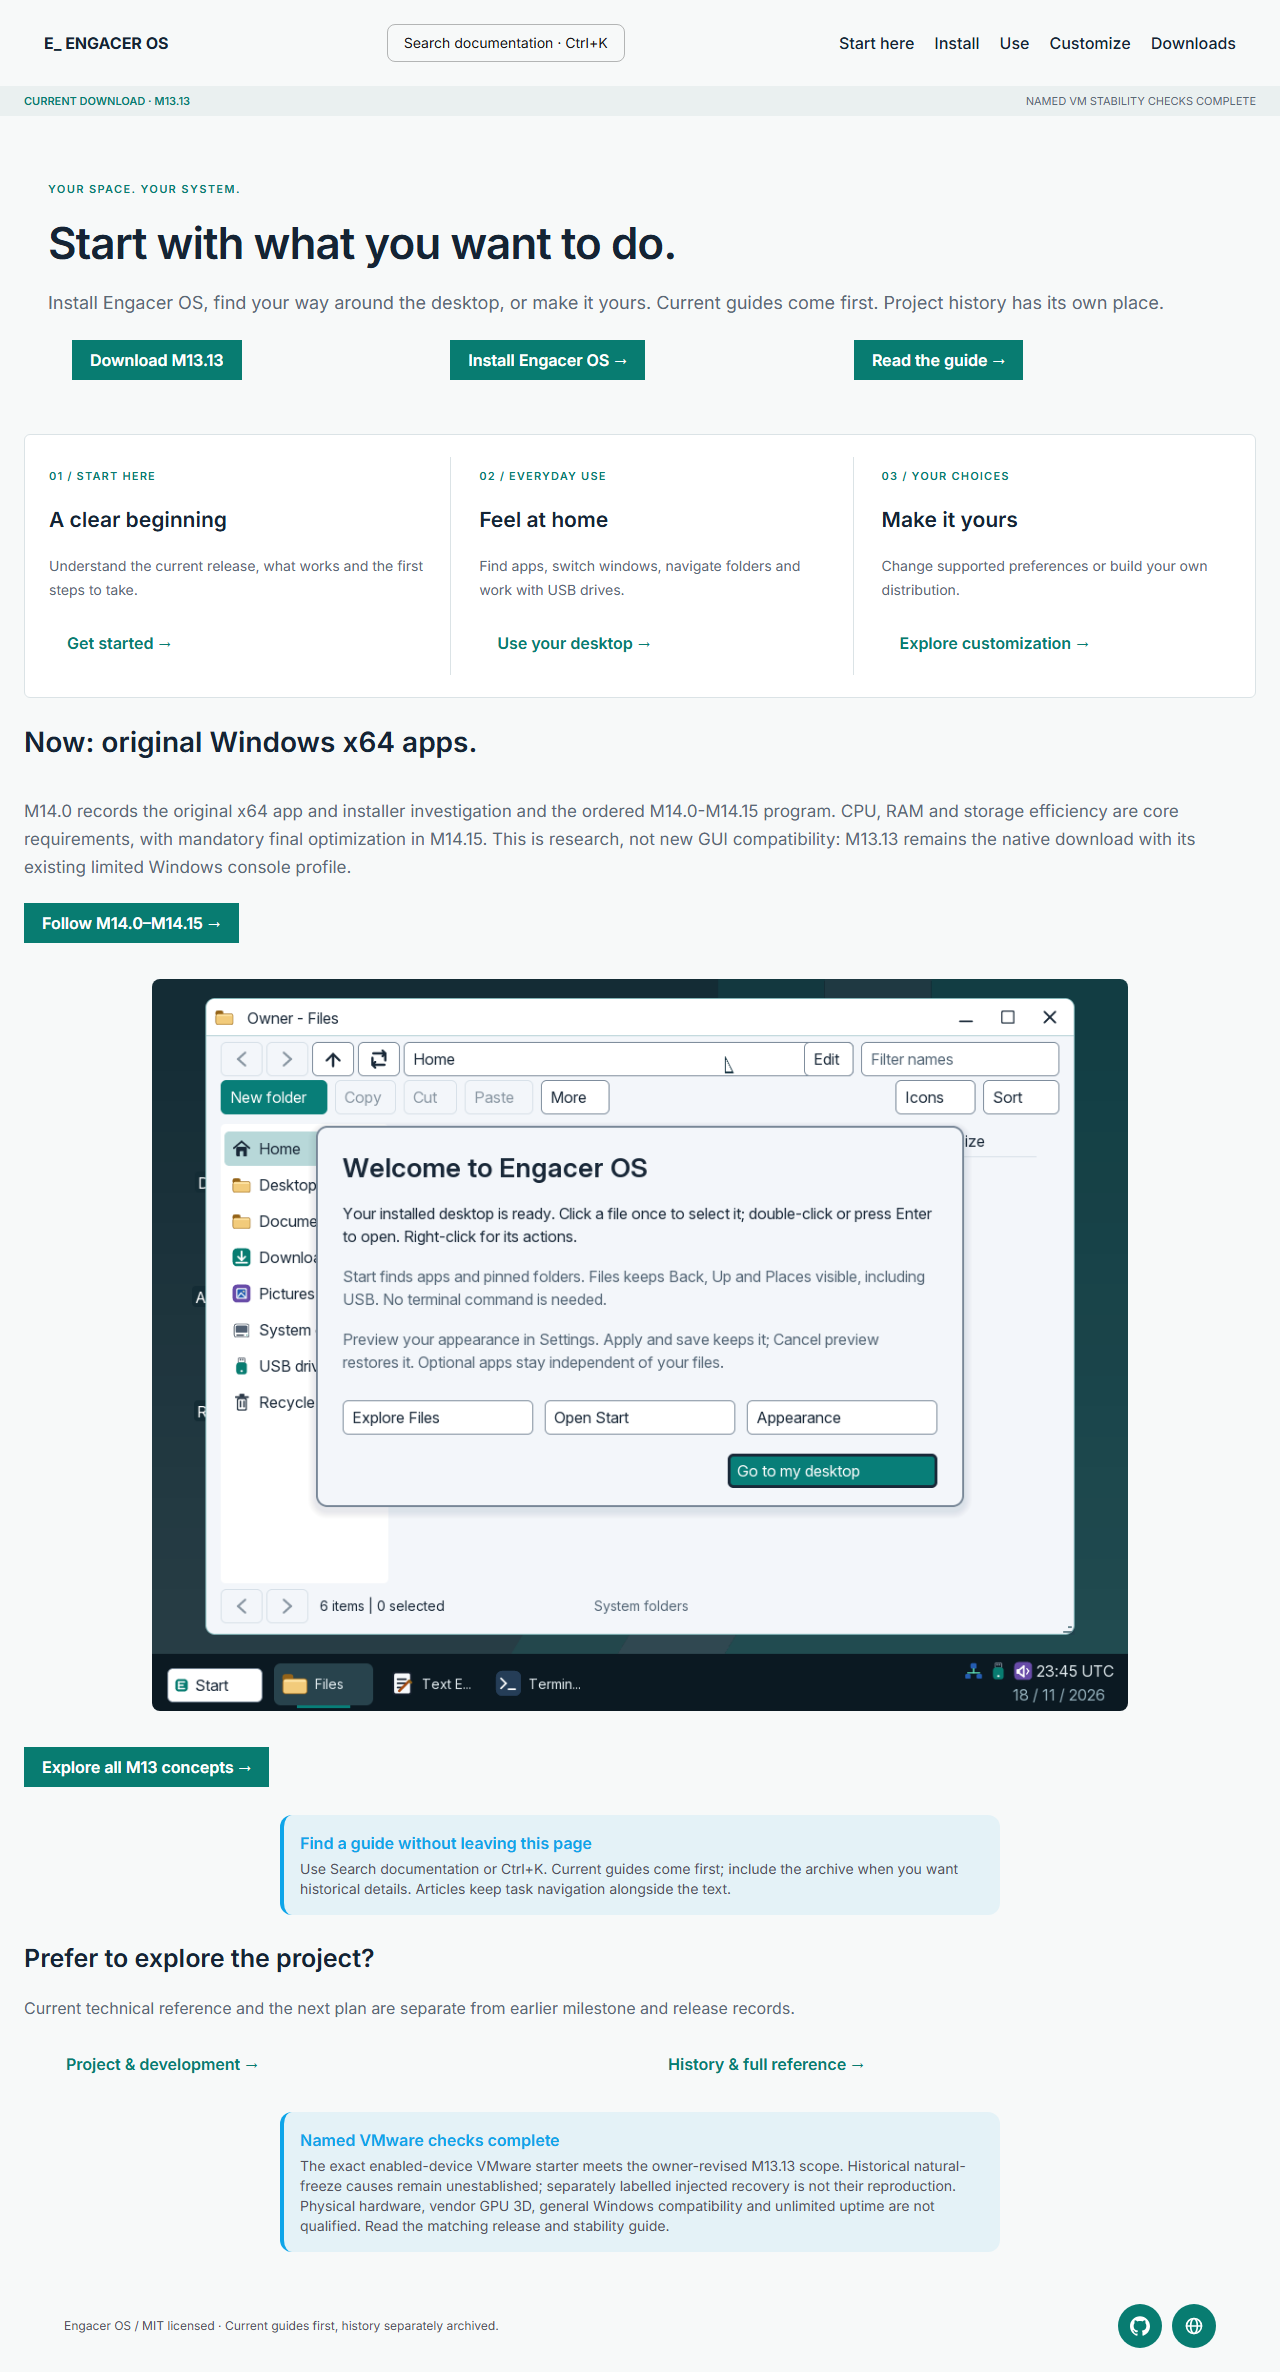 E_ ENGACER OS
Search documentation · Ctrl+K
Start here Install Use Customize Downloads
CURRENT DOWNLOAD · M13.13
NAMED VM STABILITY CHECKS COMPLETE
YOUR SPACE. YOUR SYSTEM.
Start with what you want to do.
Install Engacer OS, find your way around the desktop, or make it yours. Current guides come first. Project history has its own place.
Download M13.13
Install Engacer OS →
Read the guide →
01 / START HERE
A clear beginning
Understand the current release, what works and the first
steps to take.
Get started →
02 / EVERYDAY USE
Feel at home
Find apps, switch windows, navigate folders and
work with USB drives.
Use your desktop →
03 / YOUR CHOICES
Make it yours
Change supported preferences or build your own
distribution.
Explore customization →
Now: original Windows x64 apps.
M14.0 records the original x64 app and installer investigation and the ordered M14.0-M14.15 program. CPU, RAM and storage efficiency are core
requirements, with mandatory final optimization in M14.15. This is research, not new GUI compatibility: M13.13 remains the native download with its
existing limited Windows console profile.
Follow M14.0–M14.15 →
Owner - Files
Home
Edit
Filter names
New folder
Copy
Cut
Paste
More
Icons
Sort
Home
Desktop
Docume
Downloa
Pictures
System
USB driv
Recycle
D
A
R
ize
Welcome to Engacer OS
Your installed desktop is ready. Click a file once to select it; double-click or press Enter
to open. Right-click for its actions.
Start finds apps and pinned folders. Files keeps Back, Up and Places visible, including
USB. No terminal command is needed.
Preview your appearance in Settings. Apply and save keeps it; Cancel preview
restores it. Optional apps stay independent of your files.
Explore Files
Open Start
Appearance
Go to my desktop
6 items | 0 selected
System folders
Start
Files
Text E...
Termin...
23:45 UTC
18 / 11 / 2026
Explore all M13 concepts →
Find a guide without leaving this page
Use Search documentation or Ctrl+K. Current guides come first; include the archive when you want
historical details. Articles keep task navigation alongside the text.
Prefer to explore the project?
Current technical reference and the next plan are separate from earlier milestone and release records.
Project & development →
History & full reference →
Named VMware checks complete
The exact enabled-device VMware starter meets the owner-revised M13.13 scope. Historical natural-
freeze causes remain unestablished; separately labelled injected recovery is not their reproduction.
Physical hardware, vendor GPU 3D, general Windows compatibility and unlimited uptime are not
qualified. Read the matching release and stability guide.
Engacer OS / MIT licensed · Current guides first, history separately archived.